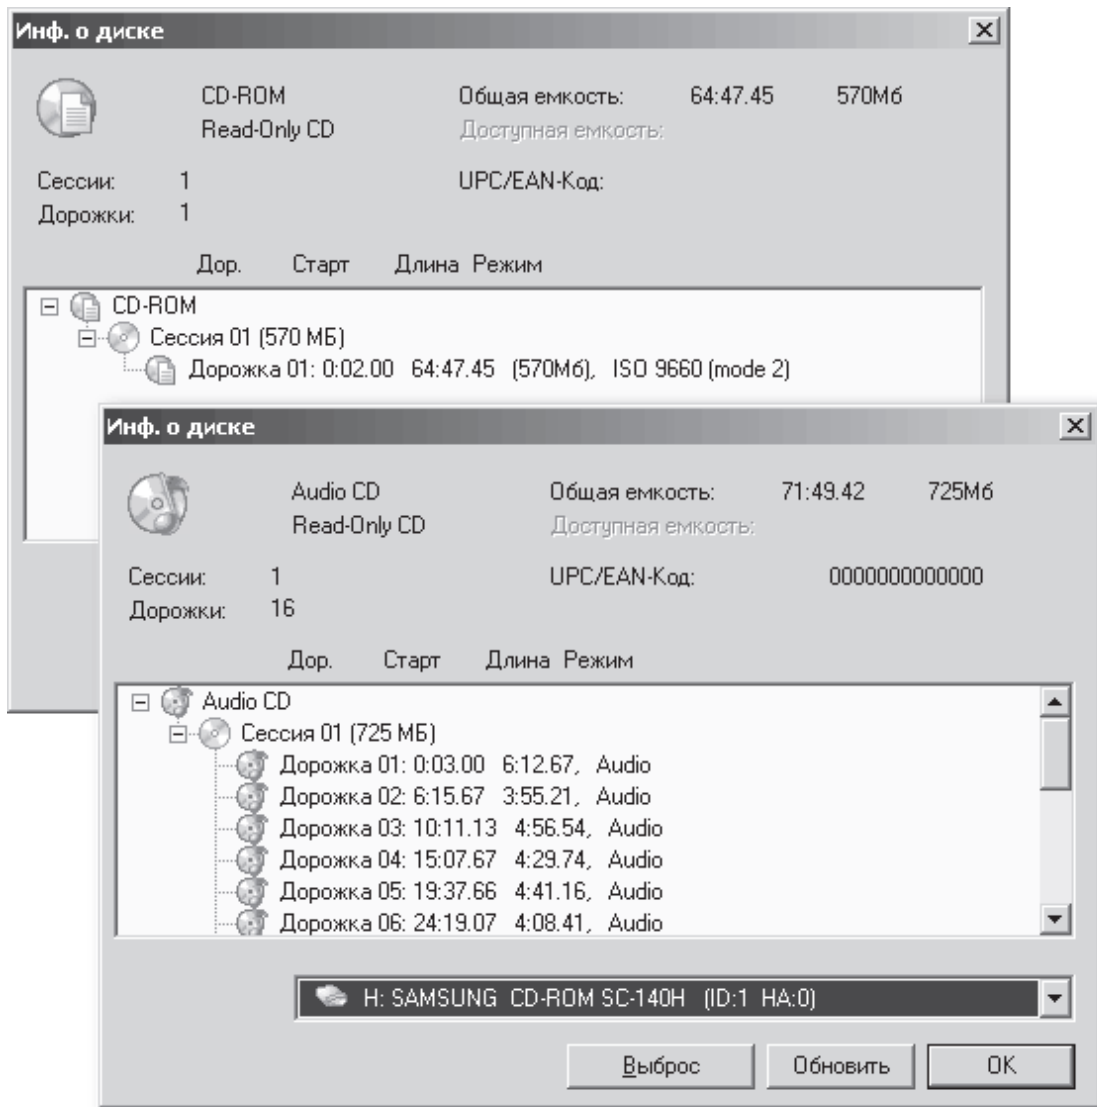 Инф. о диске
CD-ROM Общая емкость: 64:47.45 570Мб
Read-Only CD Доступная емкость:
Сессии: 1 UPC/EAN-Код:
Дорожки: 1
Дор. Старт Длина Режим
CD-ROM
Сессия 01 (570 МБ)
Дорожка 01: 0:02.00 64:47.45 (570Мб), ISO 9660 (mode 2)
Инф. о диске
Audio CD Общая емкость: 71:49.42 725Мб
Read-Only CD Доступная емкость:
Сессии: 1 UPC/EAN-Код: 0000000000000
Дорожки: 16
Дор. Старт Длина Режим
Audio CD
Сессия 01 (725 МБ)
Дорожка 01: 0:03.00 6:12.67, Audio
Дорожка 02: 6:15.67 3:55.21, Audio
Дорожка 03: 10:11.13 4:56.54, Audio
Дорожка 04: 15:07.67 4:29.74, Audio
Дорожка 05: 19:37.66 4:41.16, Audio
Дорожка 06: 24:19.07 4:08.41, Audio
H: SAMSUNG CD-ROM SC-140H (ID:1 HA:0)
Выброс Обновить OK